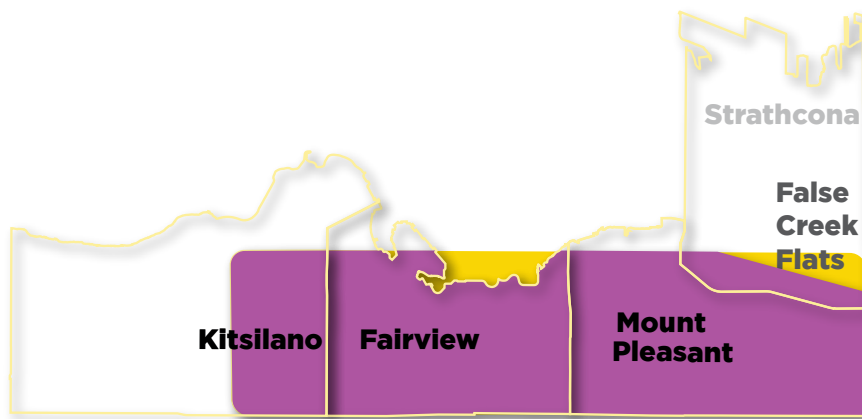 Strathcona
False
Creek
Flats
Kitsilano
Fairview
Mount
Pleasant